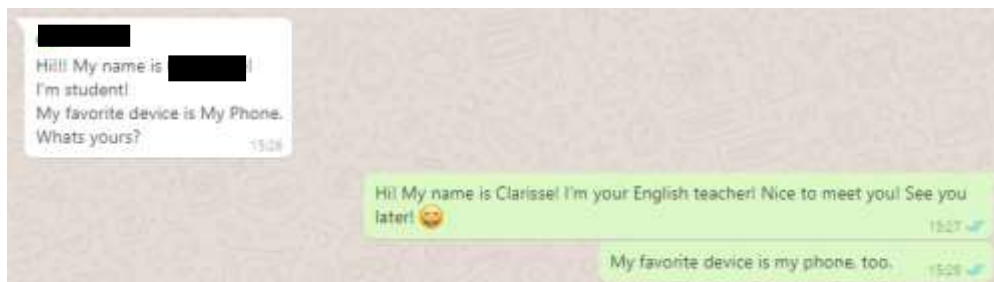 Hi!!! My name is
I'm student!
My favorite device is My Phone.
Whats yours?
15:26
Hi! My name is Clarisse! I'm your English teacher! Nice to meet you! See you
later! 😄
15:27
My favorite device is my phone, too.
15:28